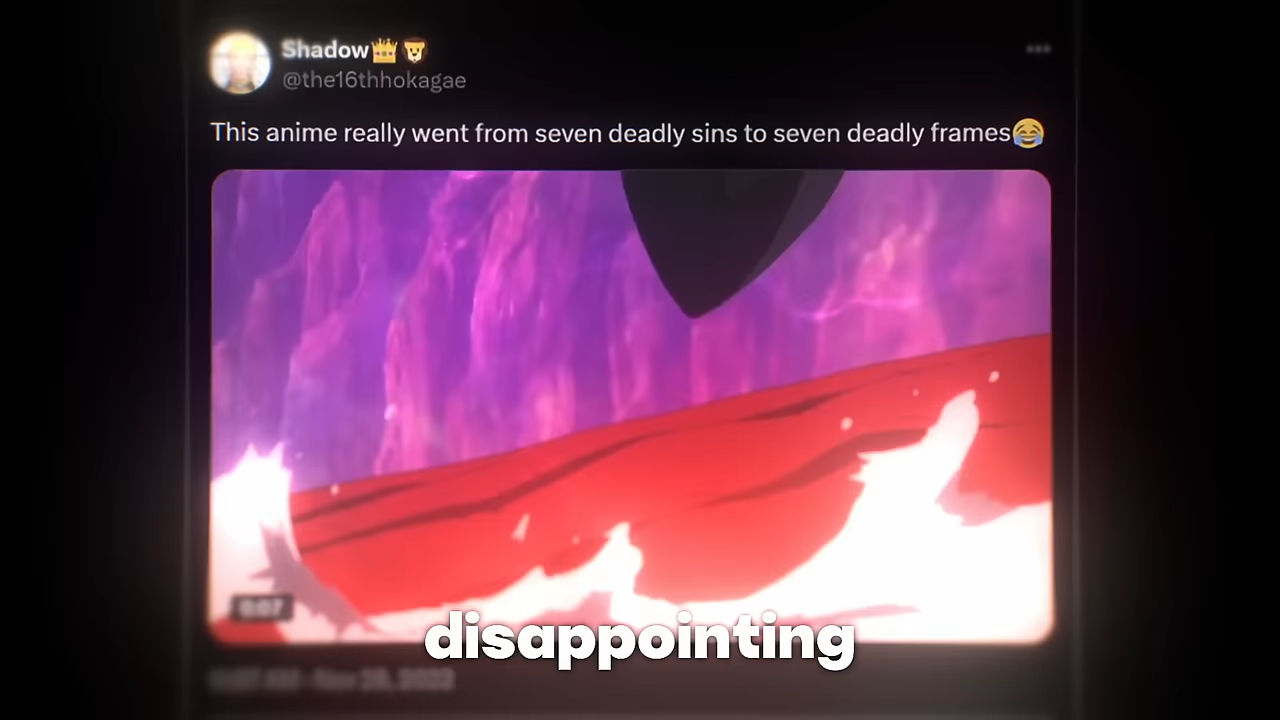 Shadow👑🦁
@the16thhokagae
This anime really went from seven deadly sins to seven deadly frames😂
0:07
disappointing